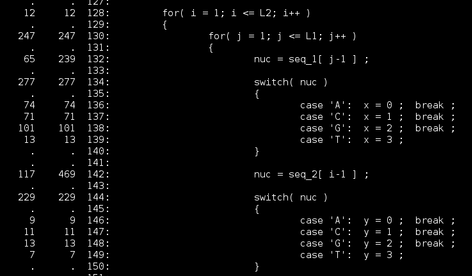 . . 127:
12 12 128: for( i = 1; i <= L2; i++ )
. . 129: {
247 247 130: for( j = 1; j <= L1; j++ )
. . 131: {
65 239 132: nuc = seq_1[ j-1 ] ;
. . 133:
277 277 134: switch( nuc )
. . 135: {
74 74 136: case 'A': x = 0 ; break ;
71 71 137: case 'C': x = 1 ; break ;
101 101 138: case 'G': x = 2 ; break ;
13 13 139: case 'T': x = 3 ;
. . 140: }
. . 141:
117 469 142: nuc = seq_2[ i-1 ] ;
. . 143:
229 229 144: switch( nuc )
. . 145: {
9 9 146: case 'A': y = 0 ; break ;
11 11 147: case 'C': y = 1 ; break ;
13 13 148: case 'G': y = 2 ; break ;
7 7 149: case 'T': y = 3 ;
. . 150: }